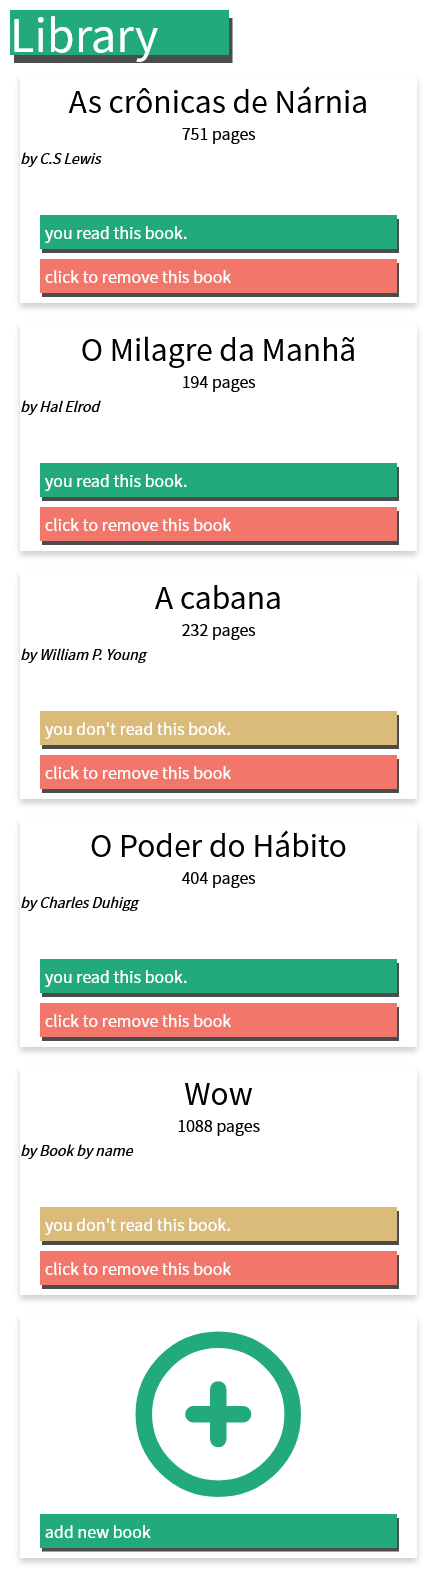 Library
As crônicas de Nárnia
751 pages
by C.S Lewis
you read this book.
click to remove this book
O Milagre da Manhã
194 pages
by Hal Elrod
you read this book.
click to remove this book
A cabana
232 pages
by William P. Young
you don't read this book.
click to remove this book
O Poder do Hábito
404 pages
by Charles Duhigg
you read this book.
click to remove this book
Wow
1088 pages
by Book by name
you don't read this book.
click to remove this book
add new book